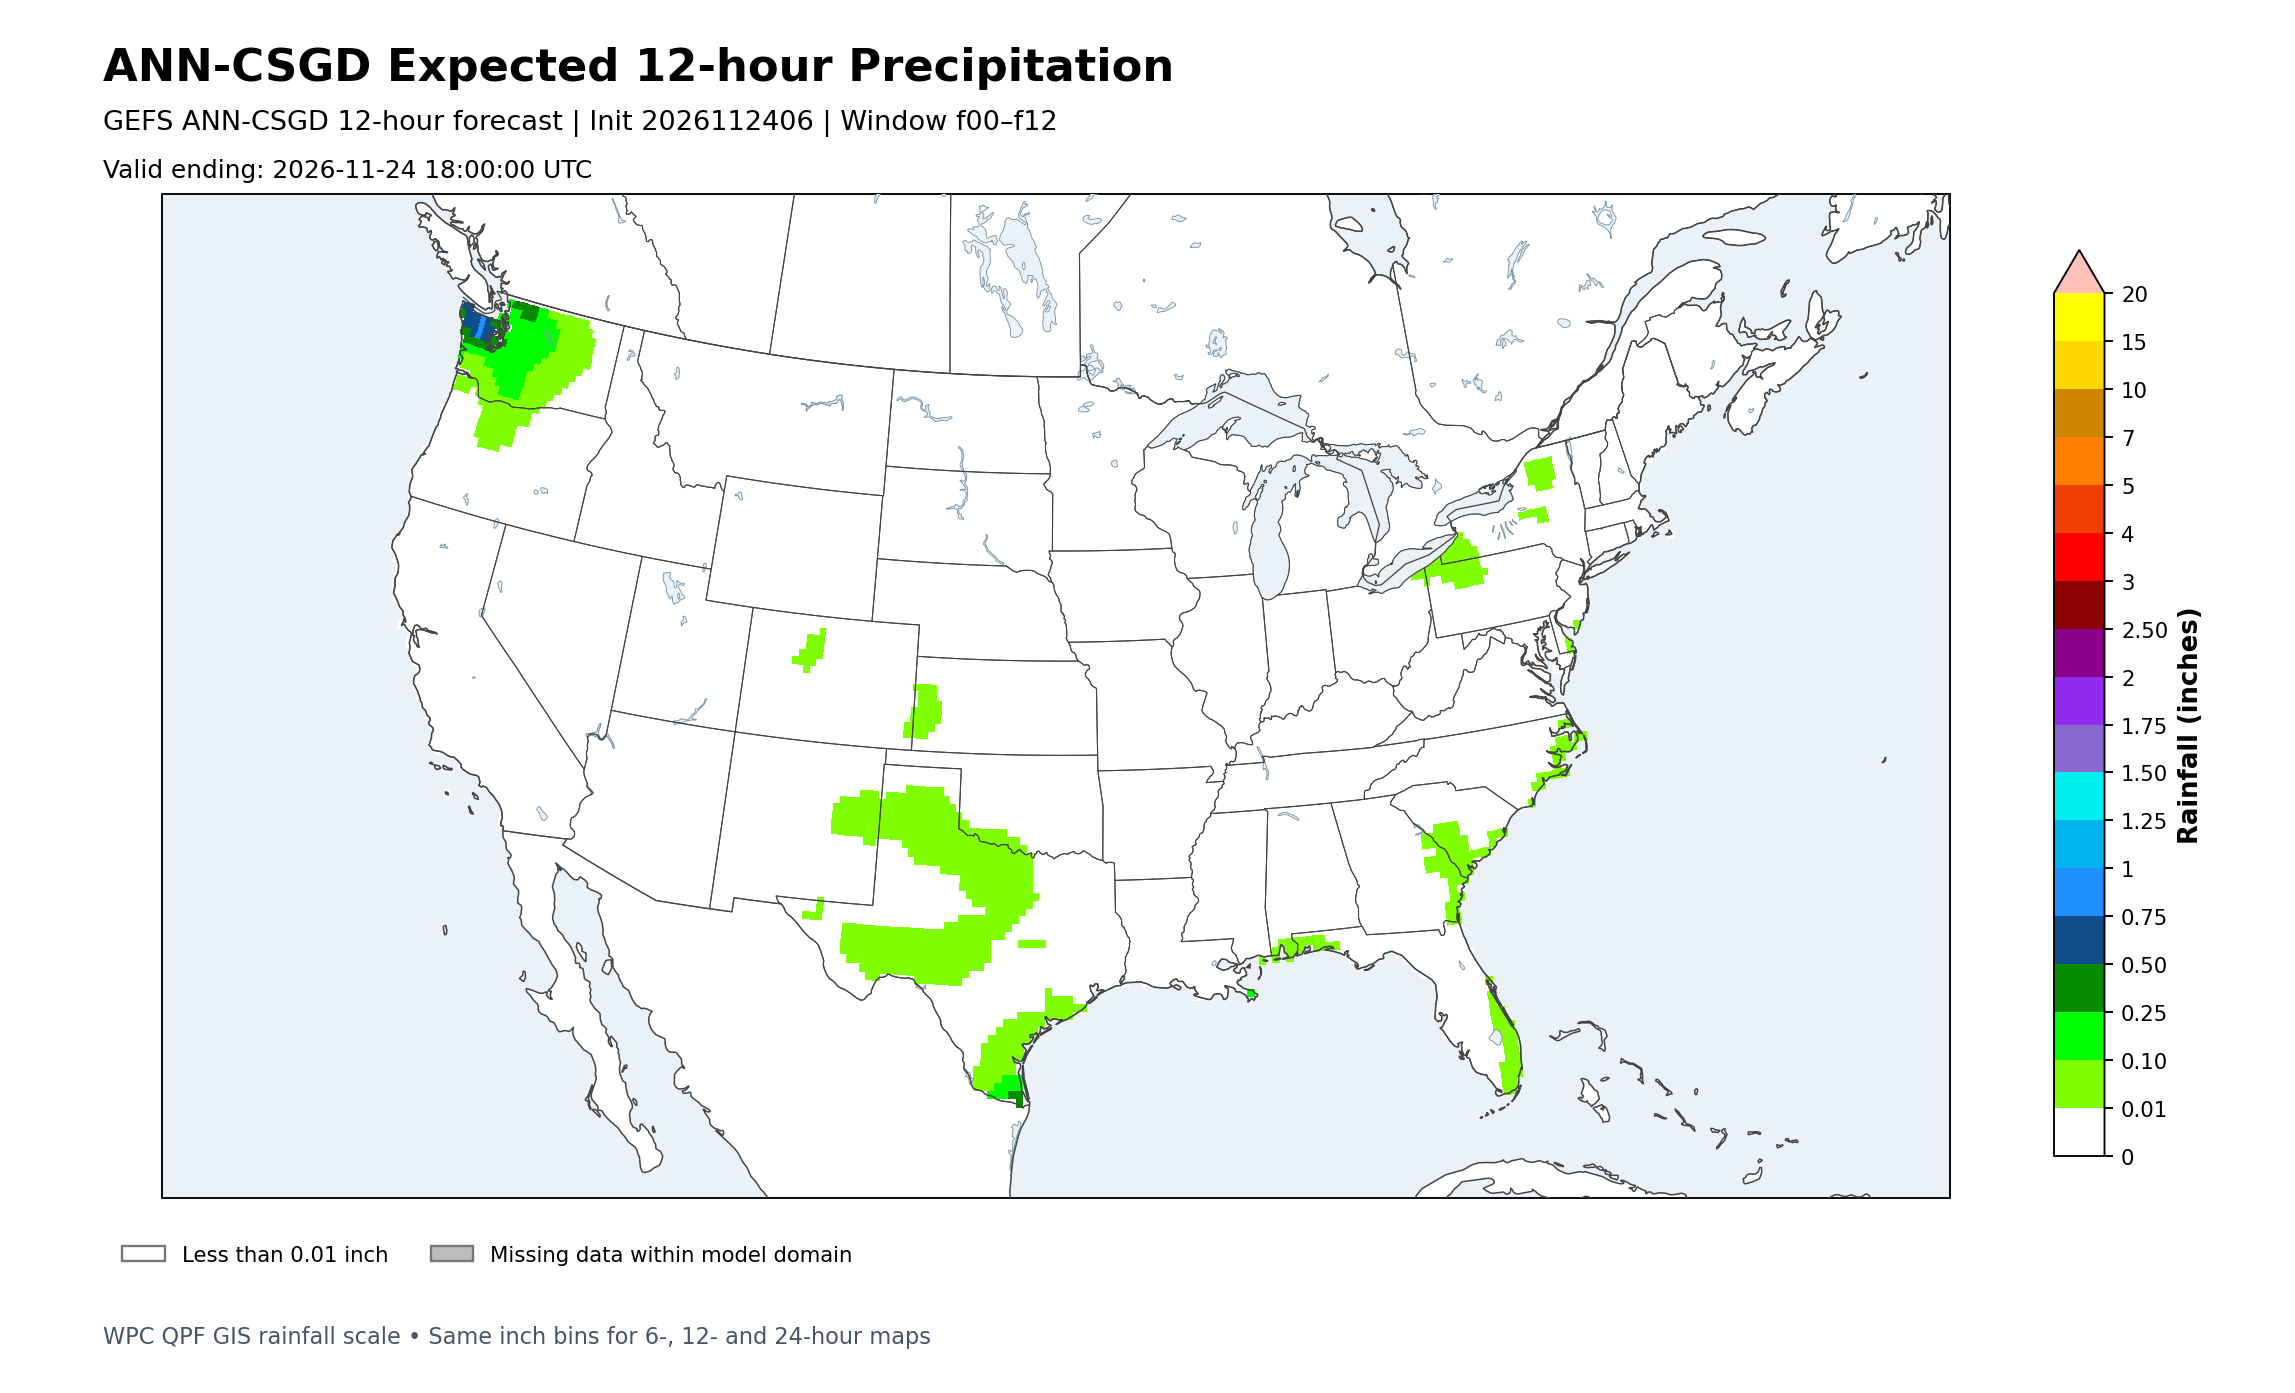 ANN-CSGD Expected 12-hour Precipitation
GEFS ANN-CSGD 12-hour forecast | Init 2026112406 | Window f00–f12
Valid ending: 2026-11-24 18:00:00 UTC
20
15
10
7
5
4
3
2.50
2
1.75
1.50
1.25
1
0.75
0.50
0.25
0.10
0.01
0
Rainfall (inches)
Less than 0.01 inch
Missing data within model domain
WPC QPF GIS rainfall scale • Same inch bins for 6-, 12- and 24-hour maps